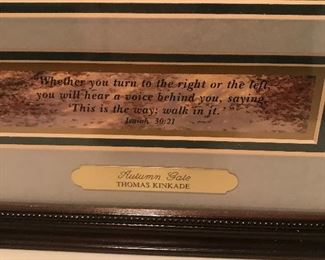 "Whether you turn to the right or the left,
you will hear a voice behind you, saying,
'This is the way; walk in it.'"
Isaiah 30:21
Autumn Gate
THOMAS KINKADE